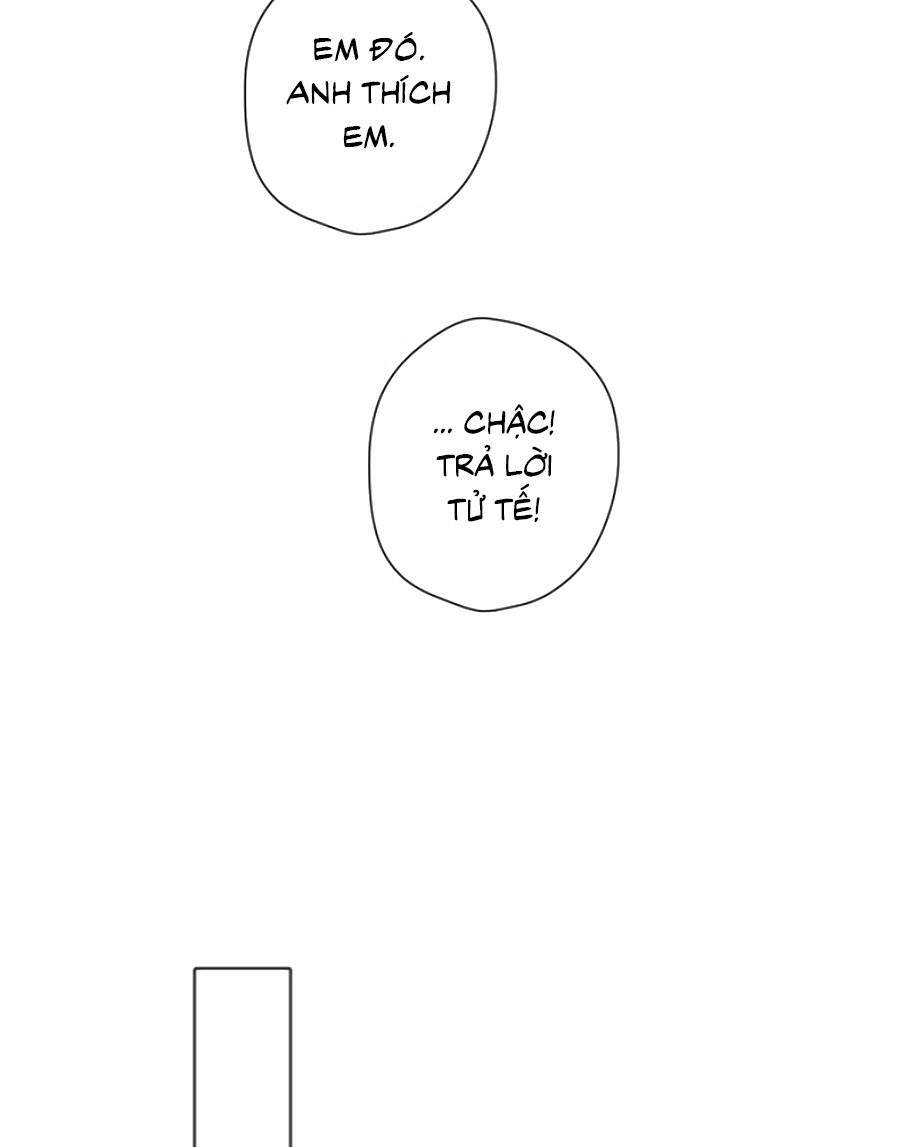 EM ĐÓ.
ANH THÍCH
EM.
... CHẬC!
TRẢ LỜI
TỬ TẾ!